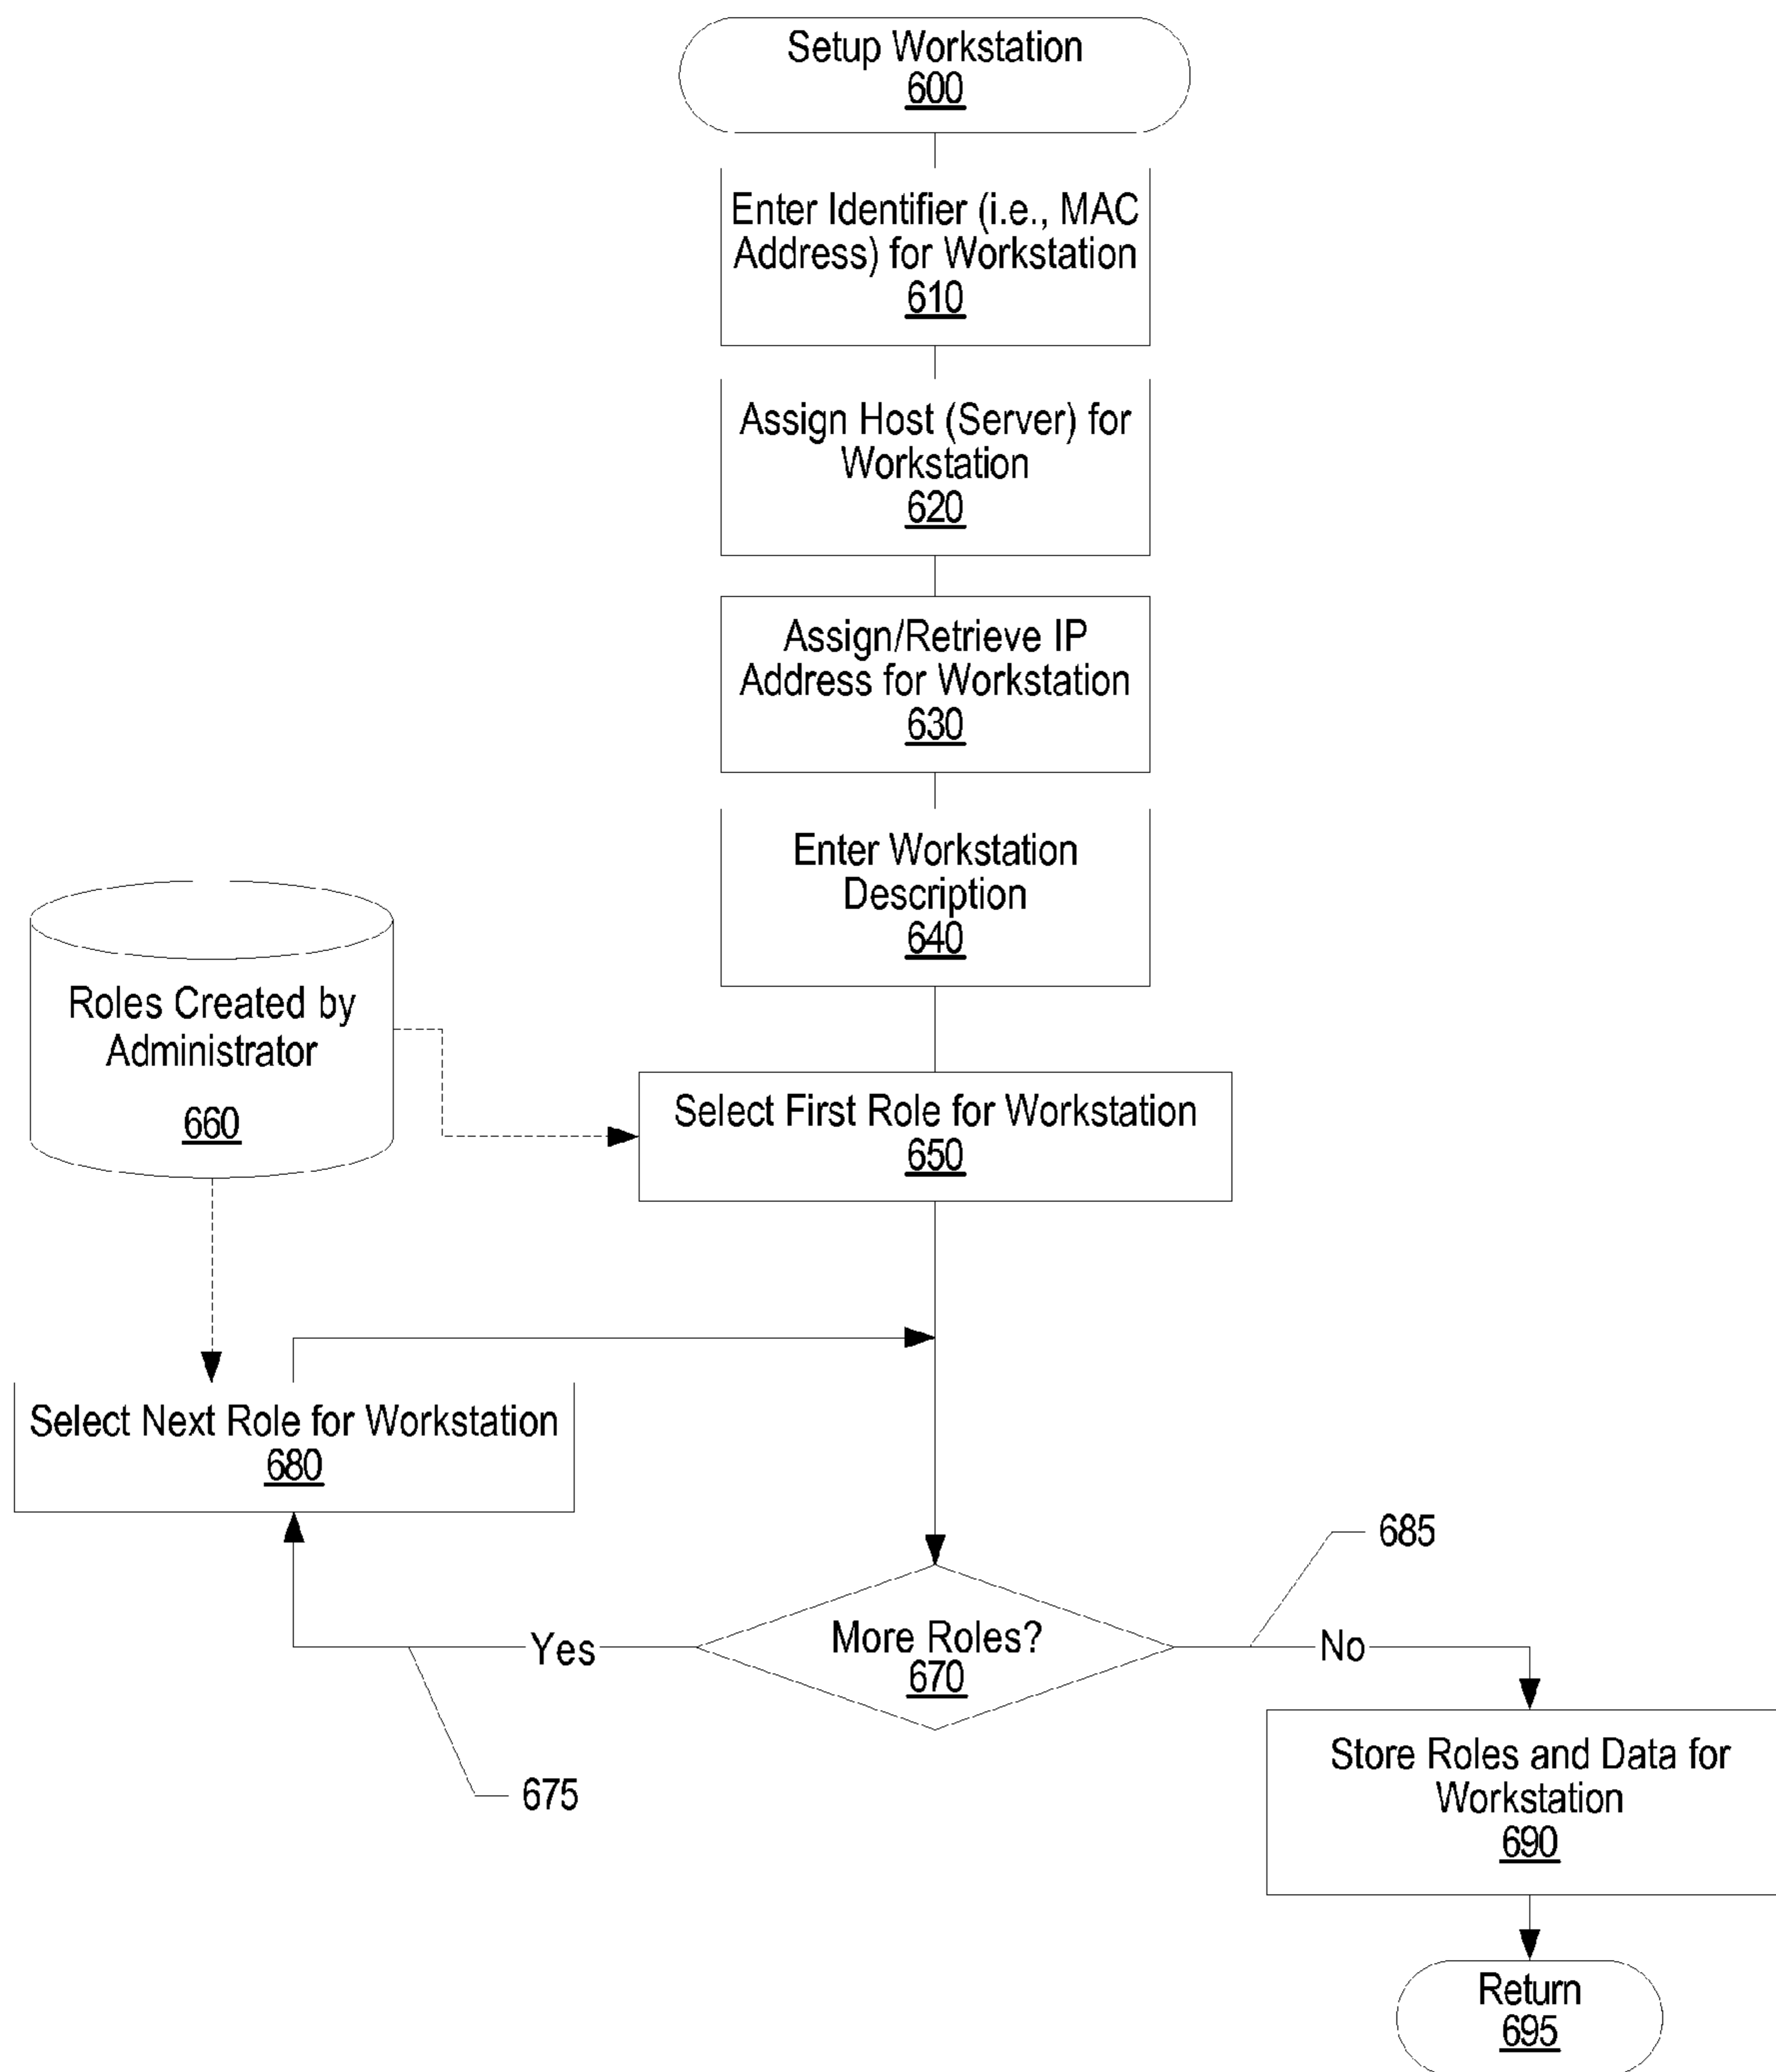 Setup Workstation
600
Enter Identifier (i.e., MAC
Address) for Workstation
610
Assign Host (Server) for
Workstation
620
Assign/Retrieve IP
Address for Workstation
630
Enter Workstation
Description
640
Roles Created by
Administrator
660
Select First Role for Workstation
650
Select Next Role for Workstation
680
685
More Roles?
670
Yes
No
675
Store Roles and Data for
Workstation
690
Return
695